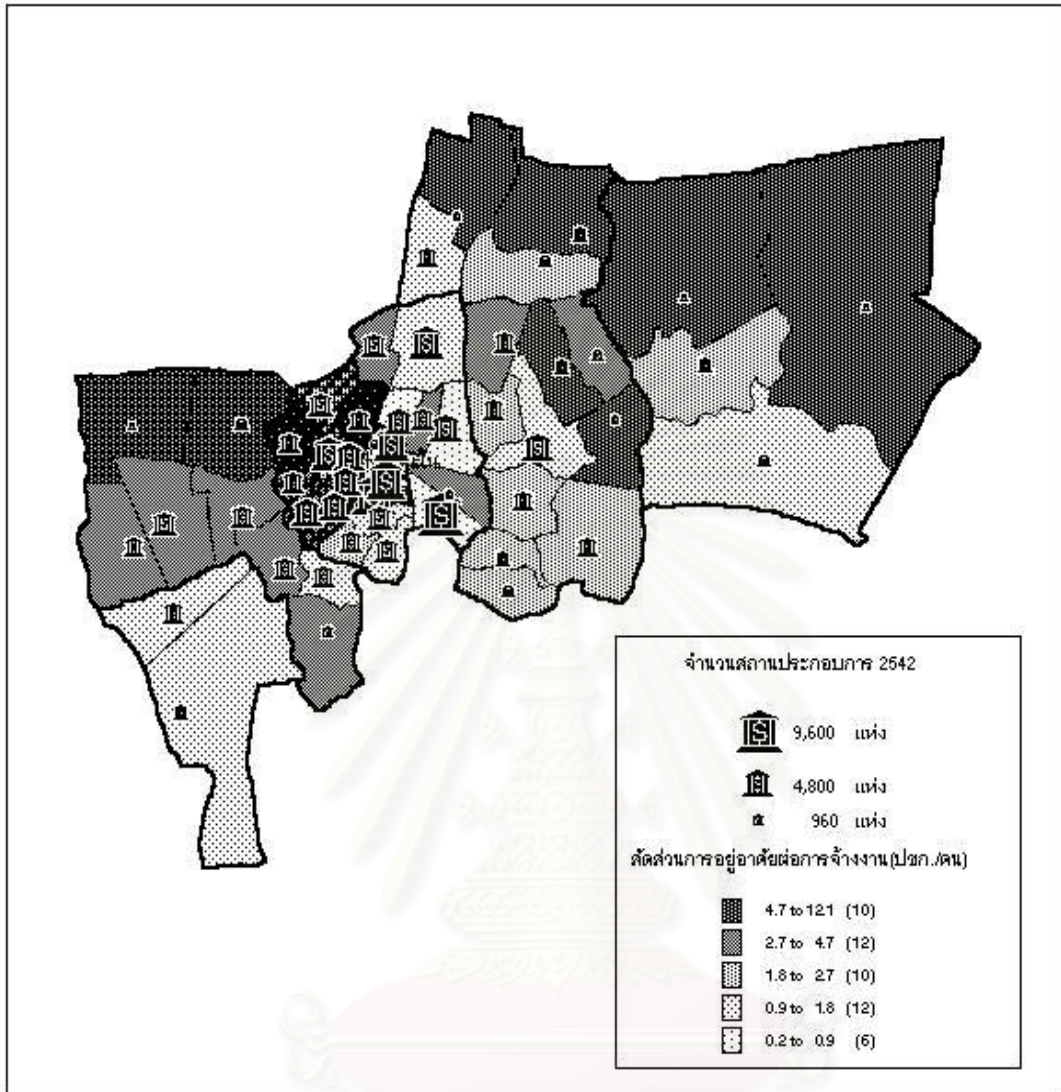 จำนวนสถานประกอบการ 2542
9,600 แห่ง
4,800 แห่ง
960 แห่ง
สัดส่วนการอยู่อาศัยต่อการจ้างงาน(ปชก./คน)
4.7 to 12.1 (10)
2.7 to 4.7 (12)
1.8 to 2.7 (10)
0.9 to 1.8 (12)
0.2 to 0.9 (6)